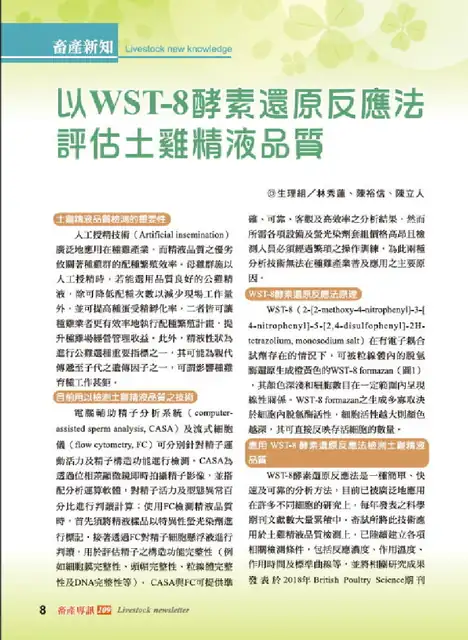 畜產新知
Livestock new knowledge
以WST-8酵素還原反應法
評估土雞精液品質
◎生理組／林秀蓮、陳裕信、陳立人
土雞精液品質檢測的重要性
人工授精技術（Artificial insemination）
廣泛地應用在種雞產業，而精液品質之優劣
攸關著種雞群的配種繁殖效率。母雞群施以
人工授精時，若能選用品質良好的公雞精
液，除可降低配種次數以減少現場工作量
外，並可提高種蛋受精孵化率，二者皆可讓
種雞業者更有效率地執行配種繁殖計畫，提
升種雞場經營管理效益。此外，精液性狀為
進行公雞選種重要指標之一，其可能為親代
傳遞至子代之遺傳因子之一，可謂影響種雞
育種工作甚鉅。
目前用以檢測土雞精液品質之技術
電腦輔助精子分析系統（computer-
assisted sperm analysis, CASA）及流式細胞
儀（flow cytometry, FC）可分別針對精子運
動活力及精子構造功能進行檢測。CASA為
透過位相差顯微鏡即時拍攝精子影像，並搭
配分析運算軟體，對精子活力及型態異常百
分比進行判讀計算；使用FC檢測精液品質
時，首先須將精液樣品以特異性螢光染劑進
行標記，接著透過FC對精子細胞懸浮液進行
判讀，用於評估精子之構造功能完整性（例
如細胞膜完整性、頭帽完整性、粒線體完整
性及DNA完整性等）。CASA與FC可提供準
確、可靠、客觀及高效率之分析結果，然而
所需各項設備及螢光染劑套組價格高昂且檢
測人員必須經過繁瑣之操作訓練，為此兩種
分析技術無法在種雞產業普及應用之主要原
因。
WST-8酵素還原反應法原理
WST-8（2-[2-methoxy-4-nitrophenyl]-3-[
4-nitrophenyl]-5-[2,4-disulfophenyl]-2H-
tetrazolium, monosodium salt）在有電子耦合
試劑存在的情況下，可被粒線體內的脫氫
酶還原生成橙黃色的WST-8 formazan（圖1）
，其顏色深淺和細胞數目在一定範圍內呈現
線性關係。WST-8 formazan之生成多寡取決
於細胞內脫氫酶活性，細胞活性越大則顏色
越深，其可直接反映存活細胞的數量。
應用 WST-8 酵素還原反應法檢測土雞精液
品質
WST-8酵素還原反應法是一種簡單、快
速及可靠的分析方法，目前已被廣泛地應用
在許多不同細胞的研究上，每年發表之科學
期刊文獻數大量累積中。畜試所將此技術應
用於土雞精液品質檢測上，已陸續建立各項
相關檢測條件，包括反應濃度、作用溫度、
作用時間及標準曲線等，並將相關研究成果
發表於2018年British Poultry Science期刊
8
畜產專訊 109 Livestock newsletter